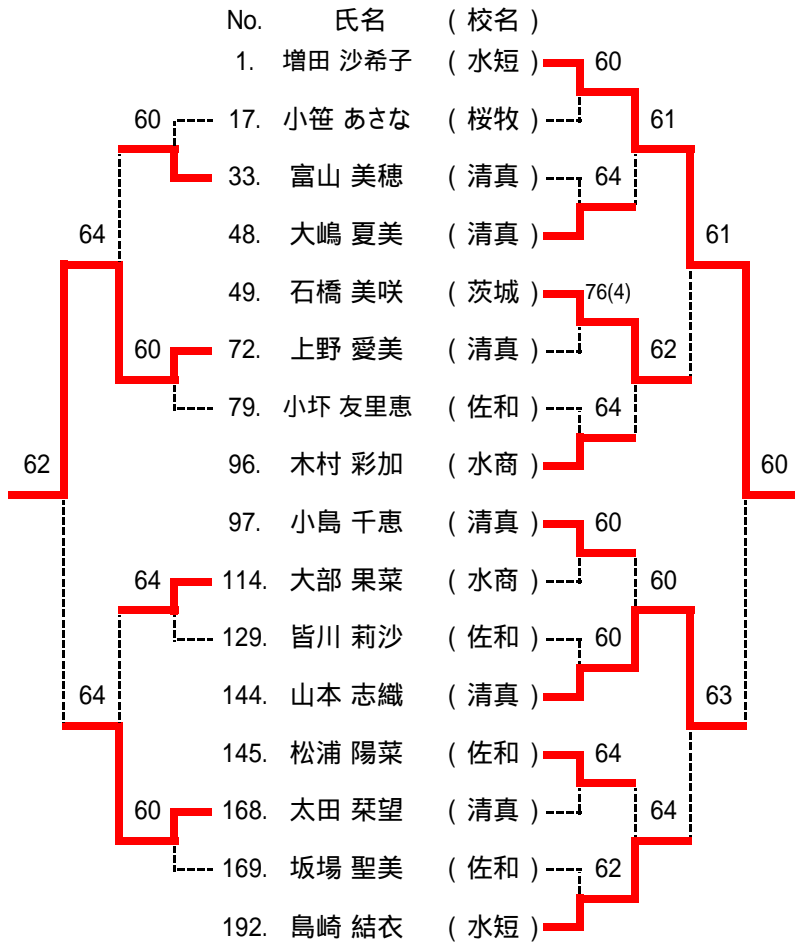 No. 氏名 ( 校名 )
1. 増田 沙希子 ( 水短 ) 60
60 17. 小笹 あさな ( 桜牧 ) 61
33. 富山 美穂 ( 清真 ) 64
64 48. 大嶋 夏美 ( 清真 ) 61
49. 石橋 美咲 ( 茨城 ) 76(4)
60 72. 上野 愛美 ( 清真 ) 62
79. 小圷 友里恵 ( 佐和 ) 64
62 96. 木村 彩加 ( 水商 ) 60
97. 小島 千恵 ( 清真 ) 60
64 114. 大部 果菜 ( 水商 ) 60
129. 皆川 莉沙 ( 佐和 ) 60
64 144. 山本 志織 ( 清真 ) 63
145. 松浦 陽菜 ( 佐和 ) 64
60 168. 太田 栞望 ( 清真 ) 64
169. 坂場 聖美 ( 佐和 ) 62
192. 島崎 結衣 ( 水短 )